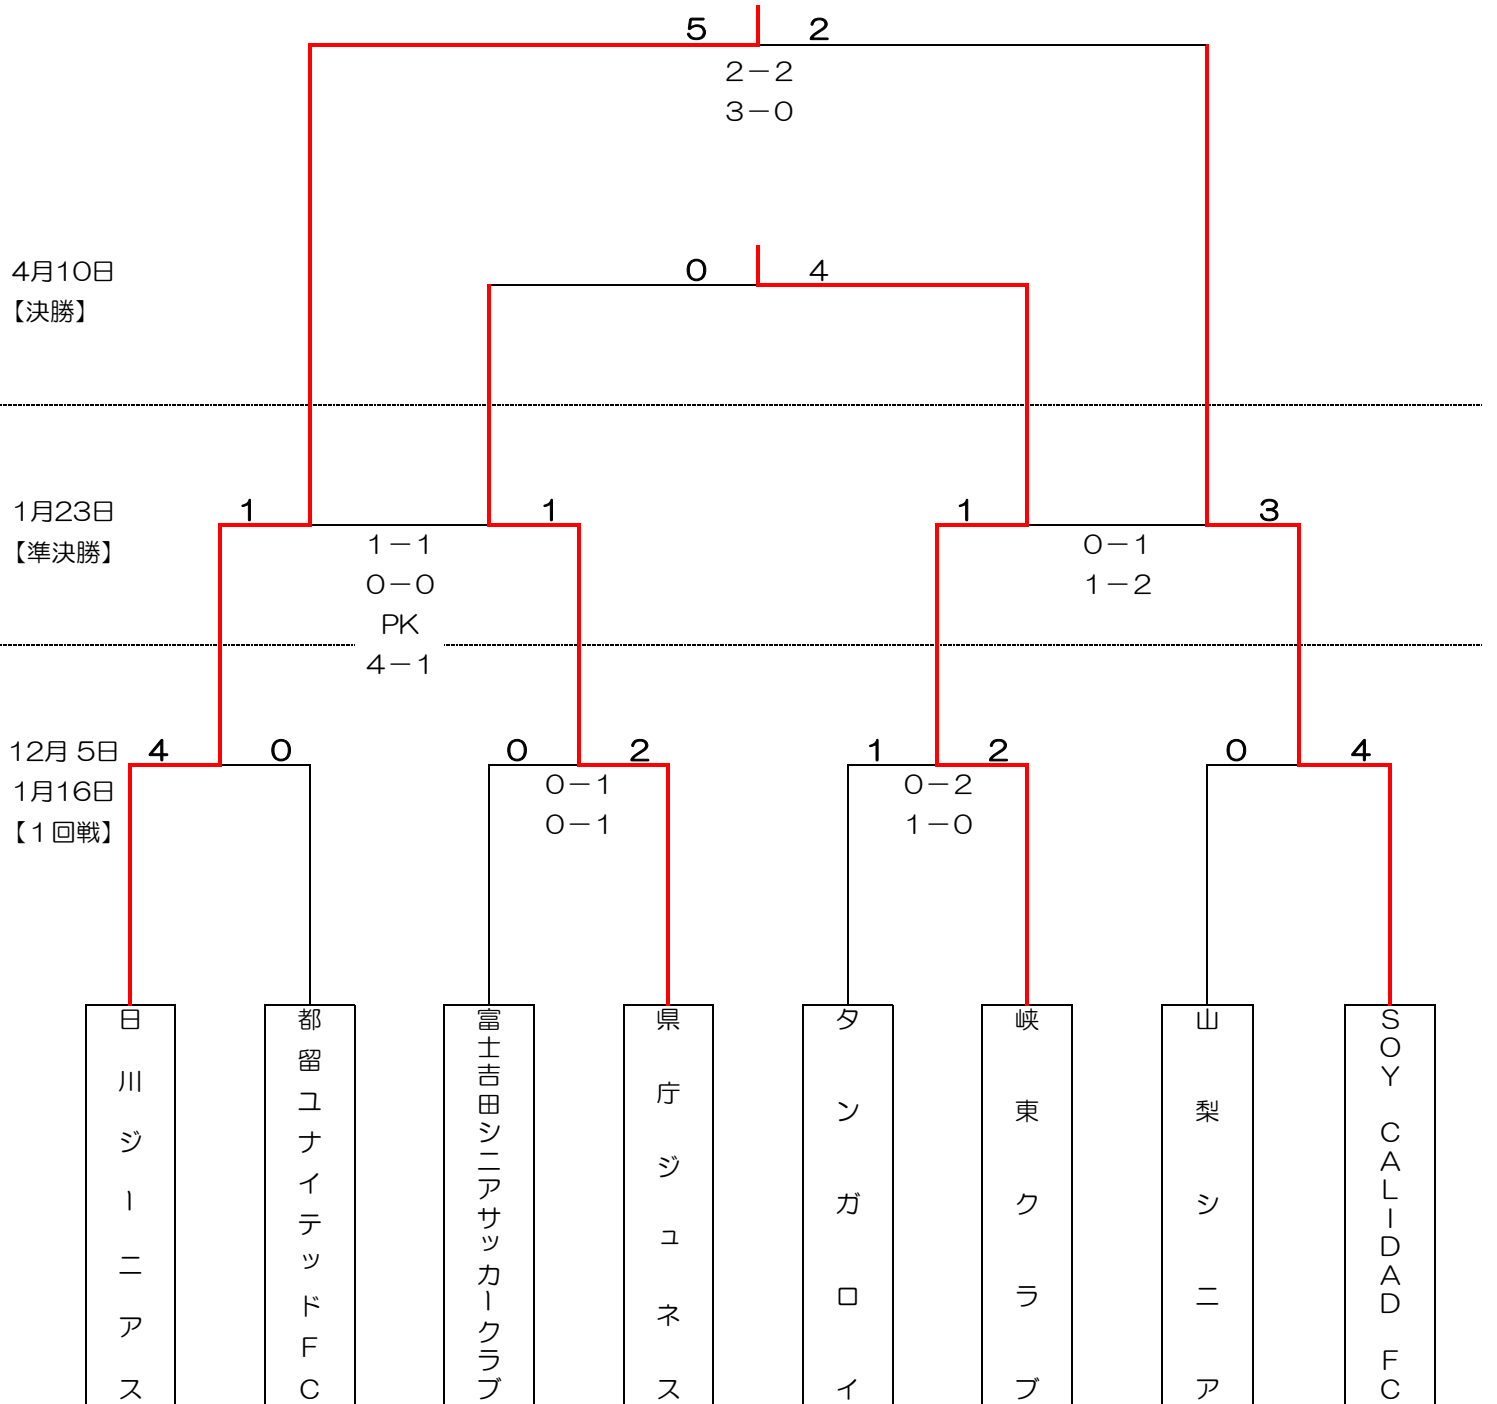 5 2
2－2
3－0
4月10日 0 4
【決勝】
1月23日 1 1 1 3
【準決勝】 1－1 0－1
0－0 1－2
PK
4－1
12月 5日 4 0 0 2 1 2 0 4
1月16日 0－1 0－2
【1回戦】 0－1 1－0
日川ジーニアス
都留ユナイテッドFC
富士吉田シニアサッカークラブ
県庁ジュネス
タンガロイ
峡東クラブ
山梨シニア
SOY CALIDAD FC